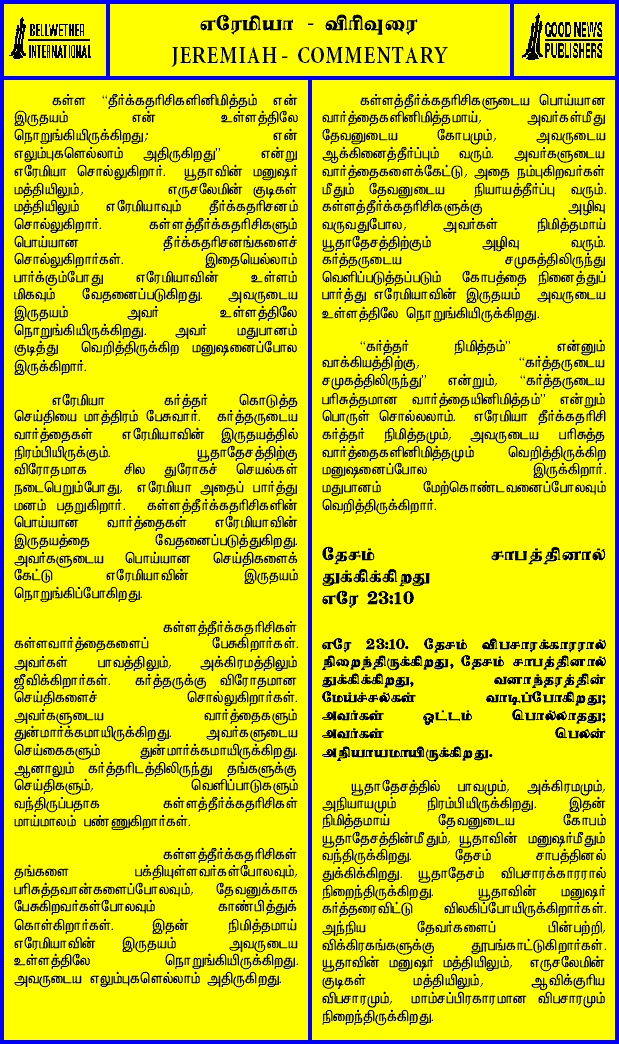 BELLWETHER
INTERNATIONAL
எரேமியா - விரிவுரை
JEREMIAH - COMMENTARY
GOOD NEWS
PUBLISHERS
கள்ள “தீர்க்கதரிசிகளினிமித்தம் என்
இருதயம் என் உள்ளத்திலே
நொறுங்கியிருக்கிறது; என்
எலும்புகளெல்லாம் அதிருகிறது” என்று
எரேமியா சொல்லுகிறார். யூதாவின் மனுஷர்
மத்தியிலும், எருசலேமின் குடிகள்
மத்தியிலும் எரேமியாவும் தீர்க்கதரிசனம்
சொல்லுகிறார். கள்ளத்தீர்க்கதரிசிகளும்
பொய்யான தீர்க்கதரிசனங்களைச்
சொல்லுகிறார்கள். இதையெல்லாம்
பார்க்கும்போது எரேமியாவின் உள்ளம்
மிகவும் வேதனைப்படுகிறது. அவருடைய
இருதயம் அவர் உள்ளத்திலே
நொறுங்கியிருக்கிறது. அவர் மதுபானம்
குடித்து வெறித்திருக்கிற மனுஷனைப்போல
இருக்கிறார்.
எரேமியா கர்த்தர் கொடுத்த
செய்தியை மாத்திரம் பேசுவார். கர்த்தருடைய
வார்த்தைகள் எரேமியாவின் இருதயத்தில்
நிரம்பியிருக்கும். யூதாதேசத்திற்கு
விரோதமாக சில துரோகச் செயல்கள்
நடைபெறும்போது, எரேமியா அதைப் பார்த்து
மனம் பதறுகிறார். கள்ளத்தீர்க்கதரிசிகளின்
பொய்யான வார்த்தைகள் எரேமியாவின்
இருதயத்தை வேதனைப்படுத்துகிறது.
அவர்களுடைய பொய்யான செய்திகளைக்
கேட்டு எரேமியாவின் இருதயம்
நொறுங்கிப்போகிறது.
கள்ளத்தீர்க்கதரிசிகள்
கள்ளவார்த்தைகளைப் பேசுகிறார்கள்.
அவர்கள் பாவத்திலும், அக்கிரமத்திலும்
ஜீவிக்கிறார்கள். கர்த்தருக்கு விரோதமான
செய்திகளைச் சொல்லுகிறார்கள்.
அவர்களுடைய வார்த்தைகளும்
துன்மார்க்கமாயிருக்கிறது. அவர்களுடைய
செய்கைகளும் துன்மார்க்கமாயிருக்கிறது.
ஆனாலும் கர்த்தரிடத்திலிருந்து தங்களுக்கு
செய்திகளும், வெளிப்பாடுகளும்
வந்திருப்பதாக கள்ளத்தீர்க்கதரிசிகள்
மாய்மாலம் பண்ணுகிறார்கள்.
கள்ளத்தீர்க்கதரிசிகள்
தங்களை பக்தியுள்ளவர்கள்போலவும்,
பரிசுத்தவான்களைப்போலவும், தேவனுக்காக
பேசுகிறவர்கள்போலவும் காண்பித்துக்
கொள்கிறார்கள். இதன் நிமித்தமாய்
எரேமியாவின் இருதயம் அவருடைய
உள்ளத்திலே நொறுங்கியிருக்கிறது.
அவருடைய எலும்புகளெல்லாம் அதிருகிறது.
கள்ளத்தீர்க்கதரிசிகளுடைய பொய்யான
வார்த்தைகளினிமித்தமாய், அவர்கள்மீது
தேவனுடைய கோபமும், அவருடைய
ஆக்கினைத்தீர்ப்பும் வரும். அவர்களுடைய
வார்த்தைகளைக்கேட்டு, அதை நம்புகிறவர்கள்
மீதும் தேவனுடைய நியாயத்தீர்ப்பு வரும்.
கள்ளத்தீர்க்கதரிசிகளுக்கு அழிவு
வருவதுபோல, அவர்கள் நிமித்தமாய்
யூதாதேசத்திற்கும் அழிவு வரும்.
கர்த்தருடைய சமுகத்திலிருந்து
வெளிப்படுத்தப்படும் கோபத்தை நினைத்துப்
பார்த்து எரேமியாவின் இருதயம் அவருடைய
உள்ளத்திலே நொறுங்கியிருக்கிறது.
“கர்த்தர் நிமித்தம்” என்னும்
வாக்கியத்திற்கு, “கர்த்தருடைய
சமுகத்திலிருந்து” என்றும், “கர்த்தருடைய
பரிசுத்தமான வார்த்தையினிமித்தம்” என்றும்
பொருள் சொல்லலாம். எரேமியா தீர்க்கதரிசி
கர்த்தர் நிமித்தமும், அவருடைய பரிசுத்த
வார்த்தைகளினிமித்தமும் வெறித்திருக்கிற
மனுஷனைப்போல இருக்கிறார்.
மதுபானம் மேற்கொண்டவனைப்போலவும்
வெறித்திருக்கிறார்.
தேசம் சாபத்தினால்
துக்கிக்கிறது
எரே 23:10
எரே 23:10. தேசம் விபசாரக்காரரால்
நிறைந்திருக்கிறது, தேசம் சாபத்தினால்
துக்கிக்கிறது, வனாந்தரத்தின்
மேய்ச்சல்கள் வாடிப்போகிறது;
அவர்கள் ஓட்டம் பொல்லாதது;
அவர்கள் பெலன்
அநியாயமாயிருக்கிறது.
யூதாதேசத்தில் பாவமும், அக்கிரமமும்,
அநியாயமும் நிரம்பியிருக்கிறது. இதன்
நிமித்தமாய் தேவனுடைய கோபம்
யூதாதேசத்தின்மீதும், யூதாவின் மனுஷர்மீதும்
வந்திருக்கிறது. தேசம் சாபத்தினல்
துக்கிக்கிறது. யூதாதேசம் விபசாரக்காரரால்
நிறைந்திருக்கிறது. யூதாவின் மனுஷர்
கர்த்தரைவிட்டு விலகிப்போயிருக்கிறார்கள்.
அந்நிய தேவர்களைப் பின்பற்றி,
விக்கிரகங்களுக்கு தூபங்காட்டுகிறார்கள்.
யூதாவின் மனுஷர் மத்தியிலும், எருசலேமின்
குடிகள் மத்தியிலும், ஆவிக்குரிய
விபசாரமும், மாம்சப்பிரகாரமான விபசாரமும்
நிறைந்திருக்கிறது.